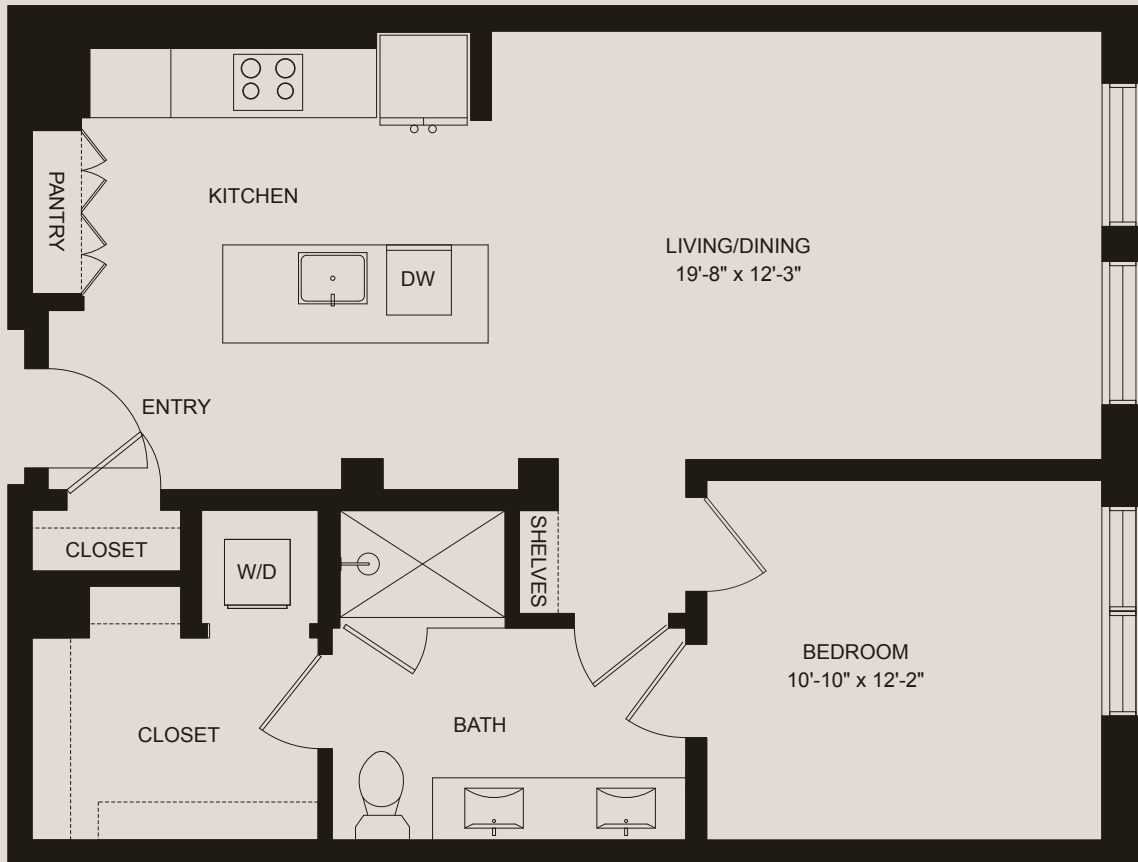 PANTRY
KITCHEN
DW
LIVING/DINING
19'-8" x 12'-3"
ENTRY
CLOSET
W/D
SHELVES
BEDROOM
10'-10" x 12'-2"
CLOSET
BATH